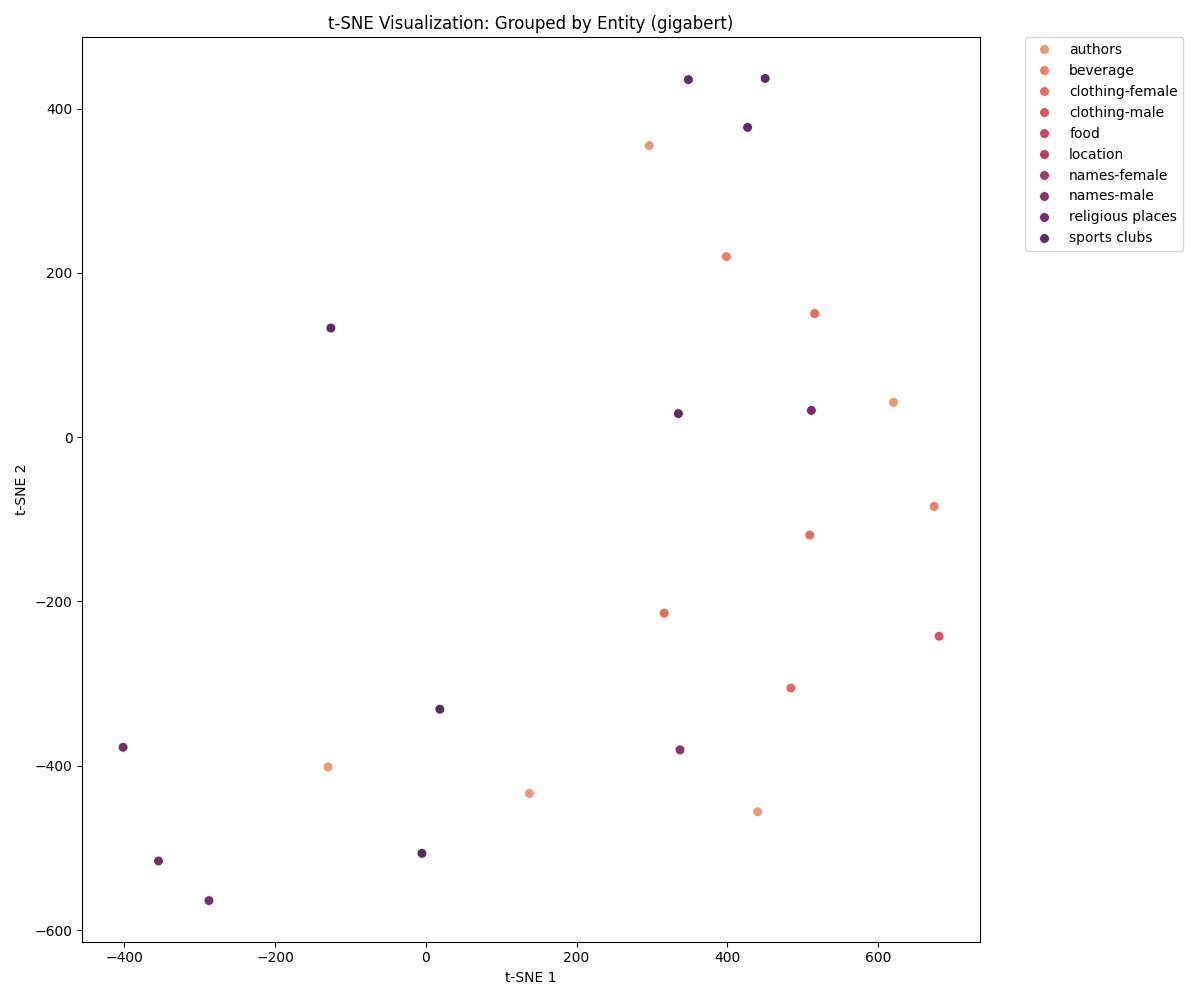 t-SNE Visualization: Grouped by Entity (gigabert)
authors
beverage
clothing-female
clothing-male
food
location
names-female
names-male
religious places
sports clubs
400
200
0
−200
−400
−600
t-SNE 2
−400
−200
0
200
400
600
t-SNE 1